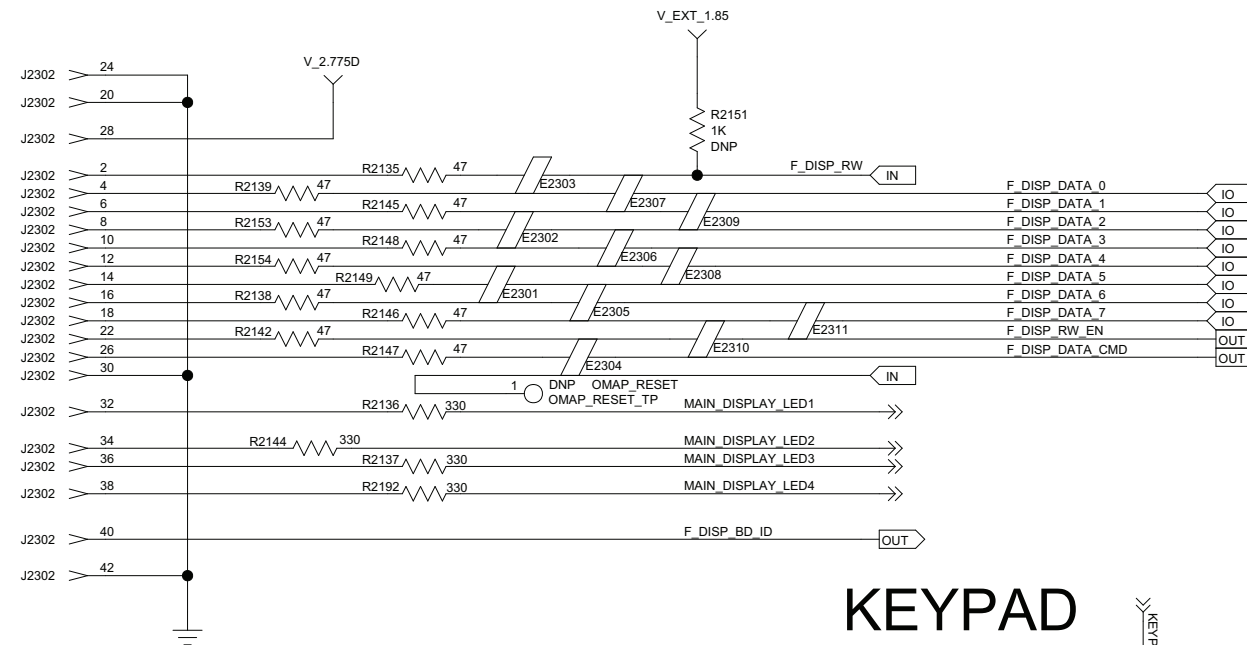 V_EXT_1.85
V_2.775D
J2302 24
J2302 20
J2302 28
R2151
1K
DNP
J2302 2 R2135 47 E2303 F_DISP_RW IN
J2302 4 R2139 47 E2307 F_DISP_DATA_0 IO
J2302 6 R2145 47 E2309 F_DISP_DATA_1 IO
J2302 8 R2153 47 E2302 F_DISP_DATA_2 IO
J2302 10 R2148 47 E2306 F_DISP_DATA_3 IO
J2302 12 R2154 47 E2308 F_DISP_DATA_4 IO
J2302 14 R2149 47 E2301 F_DISP_DATA_5 IO
J2302 16 R2138 47 E2305 F_DISP_DATA_6 IO
J2302 18 R2146 47 E2311 F_DISP_DATA_7 IO
J2302 22 R2142 47 E2310 F_DISP_RW_EN OUT
J2302 26 R2147 47 E2304 F_DISP_DATA_CMD OUT
J2302 30 IN
1 DNP OMAP_RESET
OMAP_RESET_TP
J2302 32 R2136 330 MAIN_DISPLAY_LED1
J2302 34 R2144 330 MAIN_DISPLAY_LED2
J2302 36 R2137 330 MAIN_DISPLAY_LED3
J2302 38 R2192 330 MAIN_DISPLAY_LED4
J2302 40 F_DISP_BD_ID OUT
J2302 42
KEYPAD
KEYP